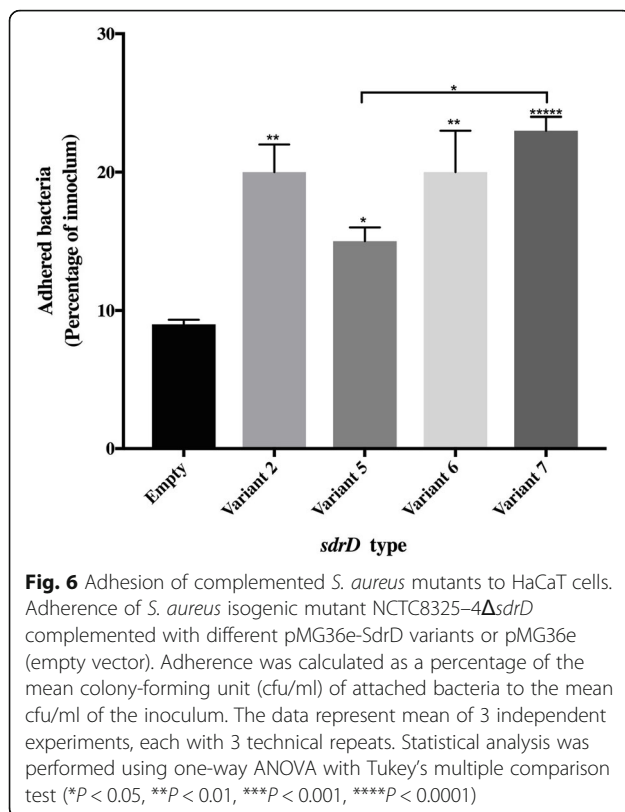 30
20
10
0
Adhered bacteria
(Percentage of innoclum)
*
**
*
**
*****
Empty
Variant 2
Variant 5
Variant 6
Variant 7
sdrD type
Fig. 6 Adhesion of complemented S. aureus mutants to HaCaT cells.
Adherence of S. aureus isogenic mutant NCTC8325–4ΔsdrD
complemented with different pMG36e-SdrD variants or pMG36e
(empty vector). Adherence was calculated as a percentage of the
mean colony-forming unit (cfu/ml) of attached bacteria to the mean
cfu/ml of the inoculum. The data represent mean of 3 independent
experiments, each with 3 technical repeats. Statistical analysis was
performed using one-way ANOVA with Tukey's multiple comparison
test (*P < 0.05, **P < 0.01, ***P < 0.001, ****P < 0.0001)